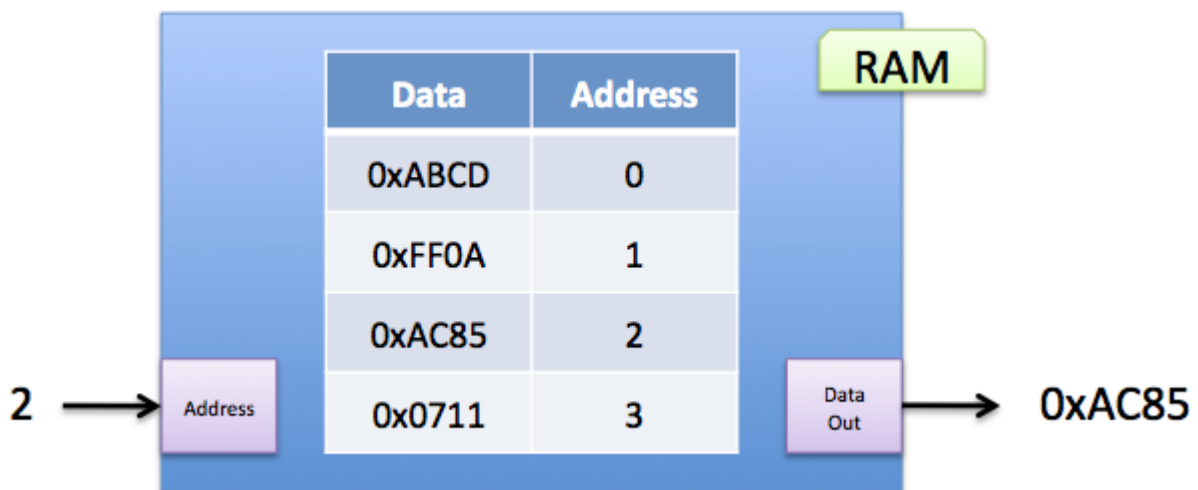 RAM
Data Address
0xABCD 0
0xFF0A 1
0xAC85 2
0x0711 3
2
Address
Data
Out
0xAC85